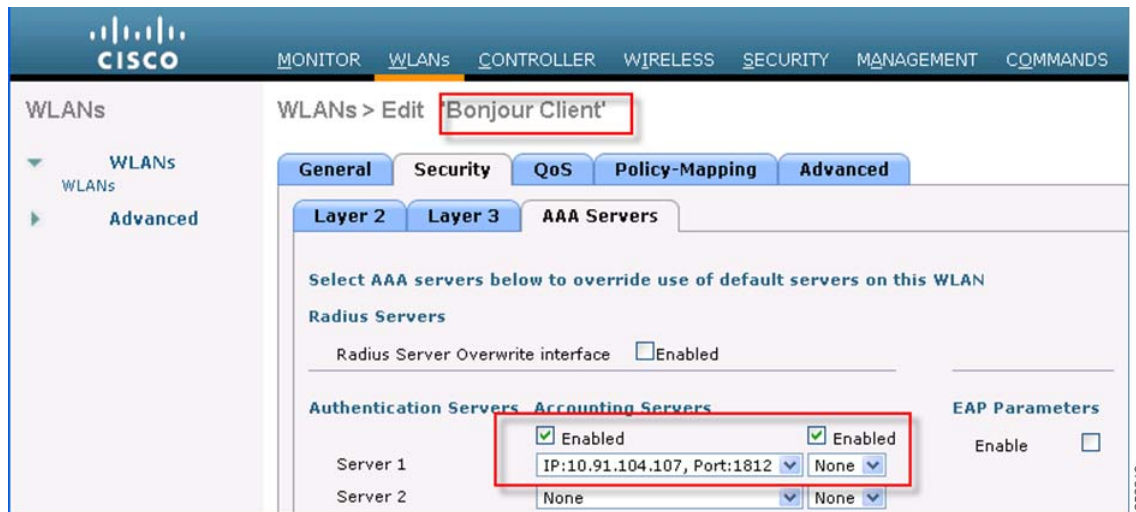 CISCO
MONITOR WLANs CONTROLLER WIRELESS SECURITY MANAGEMENT COMMANDS
WLANs
WLANs > Edit 'Bonjour Client'
WLANs
WLANs
Advanced
General Security QoS Policy-Mapping Advanced
Layer 2 Layer 3 AAA Servers
Select AAA servers below to override use of default servers on this WLAN
Radius Servers
Radius Server Overwrite interface Enabled
Authentication Servers Accounting Servers EAP Parameters
Enabled Enabled Enable
Server 1 IP:10.91.104.107, Port:1812 None
Server 2 None None